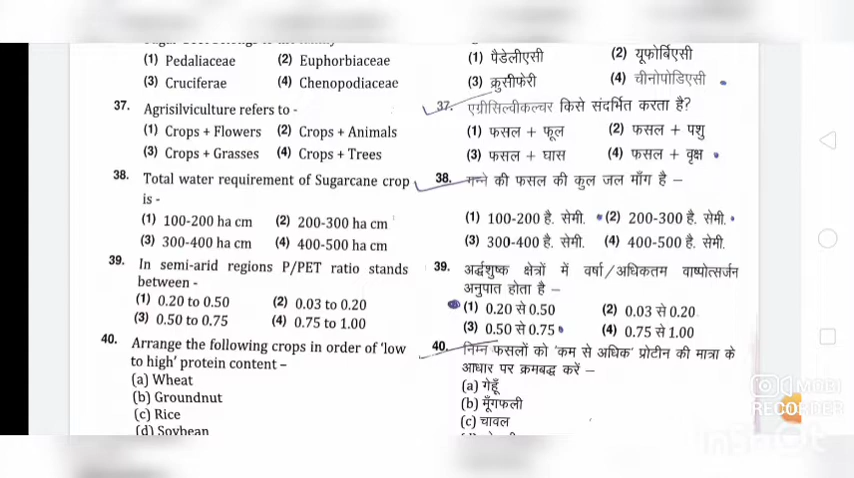 (1) Pedaliaceae (2) Euphorbiaceae
(3) Cruciferae (4) Chenopodiaceae
37. Agrisilviculture refers to -
(1) Crops + Flowers (2) Crops + Animals
(3) Crops + Grasses (4) Crops + Trees
38. Total water requirement of Sugarcane crop
is -
(1) 100-200 ha cm (2) 200-300 ha cm
(3) 300-400 ha cm (4) 400-500 ha cm
39. In semi-arid regions P/PET ratio stands
between -
(1) 0.20 to 0.50 (2) 0.03 to 0.20
(3) 0.50 to 0.75 (4) 0.75 to 1.00
40. Arrange the following crops in order of 'low
to high' protein content –
(a) Wheat
(b) Groundnut
(c) Rice
(d) Soybean
(1) पैडेलीएसी (2) यूफोर्बिएसी
(3) क्रुसीफेरी (4) चीनोपोडिएसी
37. एग्रीसिल्वीकल्चर किसे संदर्भित करता है?
(1) फसल + फूल (2) फसल + पशु
(3) फसल + घास (4) फसल + वृक्ष
38. गन्ने की फसल की कुल जल माँग है –
(1) 100-200 है. सेमी. (2) 200-300 है. सेमी.
(3) 300-400 है. सेमी. (4) 400-500 है. सेमी.
39. अर्द्धशुष्क क्षेत्रों में वर्षा/अधिकतम वाष्पोत्सर्जन
अनुपात होता है –
(1) 0.20 से 0.50 (2) 0.03 से 0.20
(3) 0.50 से 0.75 (4) 0.75 से 1.00
40. निम्न फसलों को 'कम से अधिक' प्रोटीन की मात्रा के
आधार पर क्रमबद्ध करें –
(a) गेहूँ
(b) मूँगफली
(c) चावल
MOBI
RECORDER